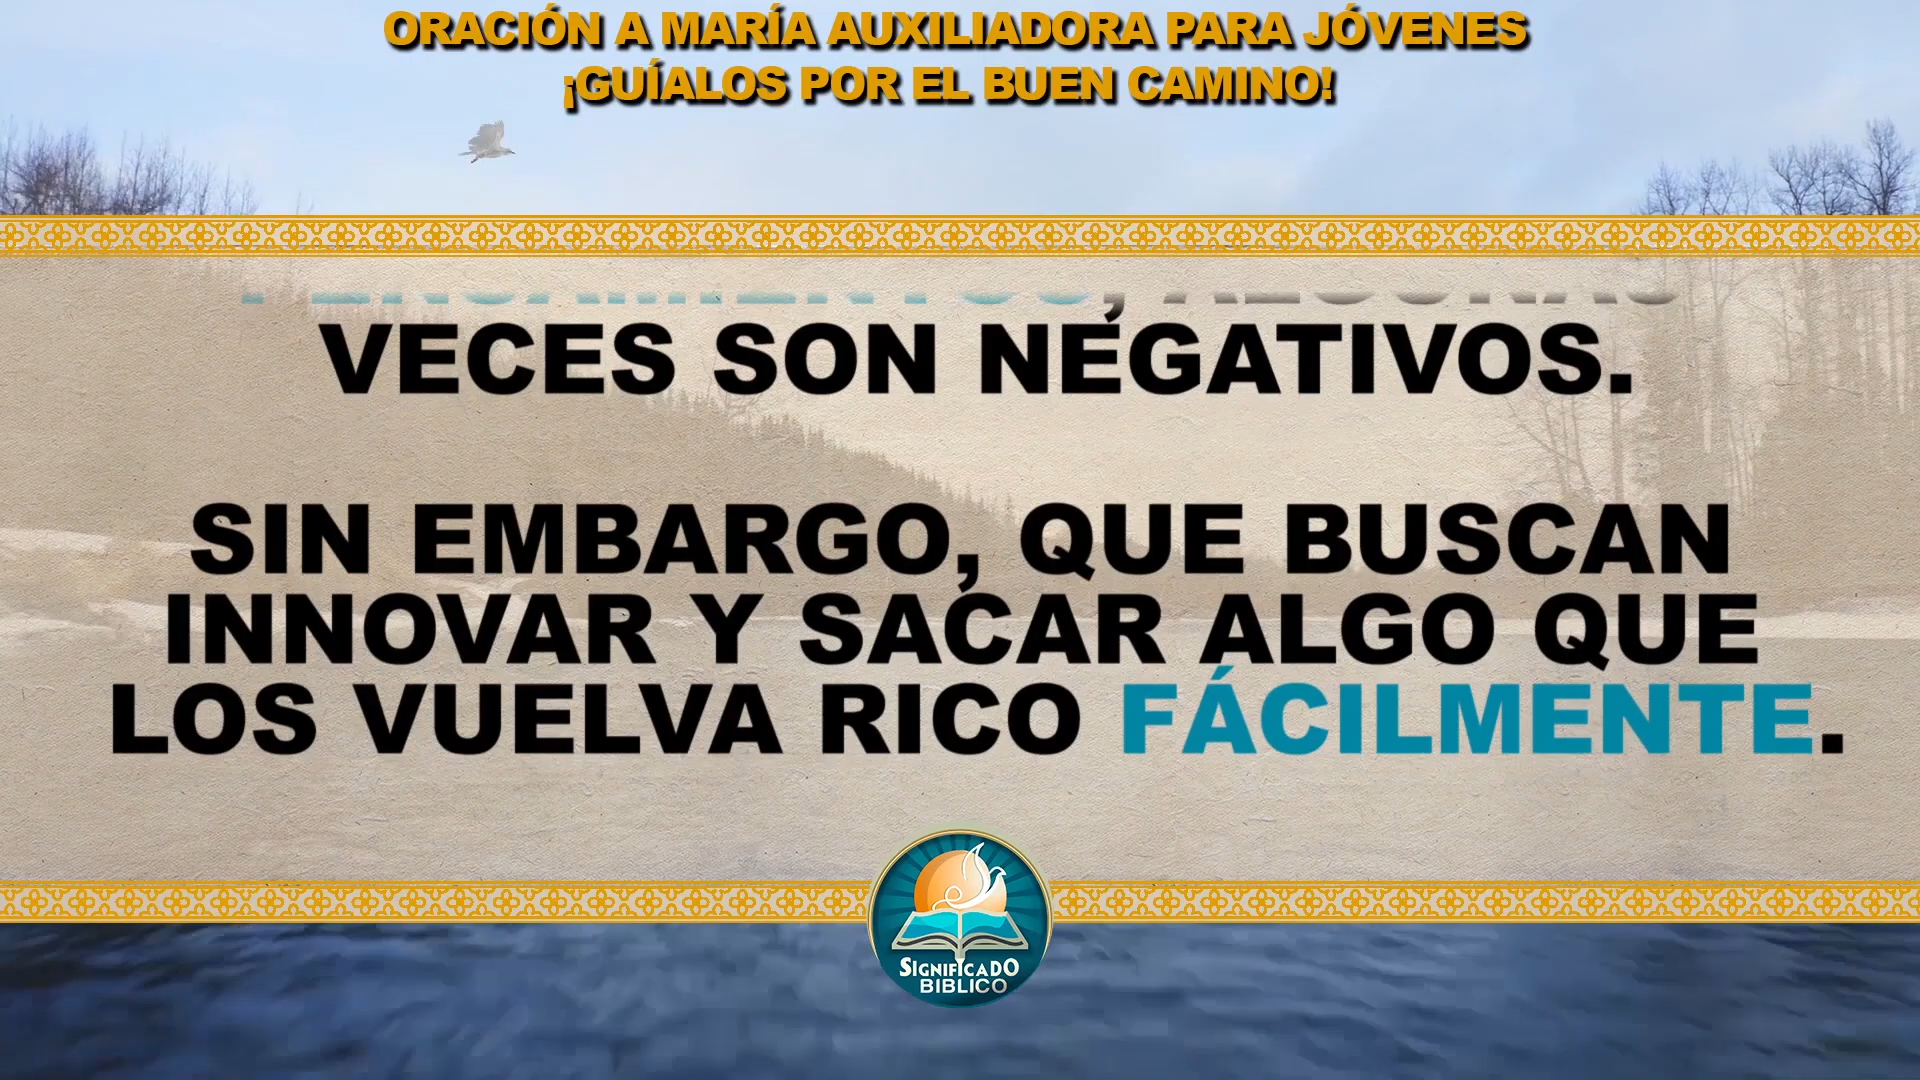 ORACIÓN A MARÍA AUXILIADORA PARA JÓVENES
¡GUÍALOS POR EL BUEN CAMINO!
VECES SON NEGATIVOS.
SIN EMBARGO, QUE BUSCAN
INNOVAR Y SACAR ALGO QUE
LOS VUELVA RICO FÁCILMENTE.
SIGNIFICADO
BIBLICO